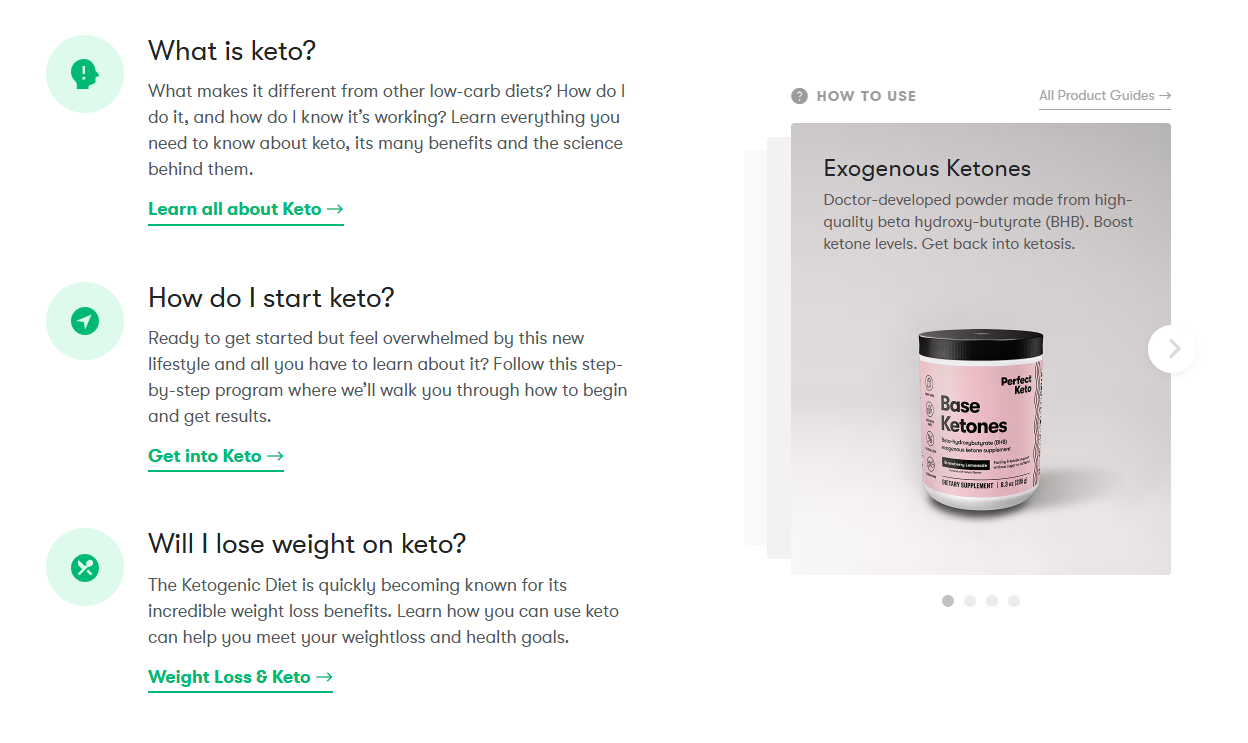 What is keto?
What makes it different from other low-carb diets? How do I
do it, and how do I know it’s working? Learn everything you
need to know about keto, its many benefits and the science
behind them.
Learn all about Keto →
How do I start keto?
Ready to get started but feel overwhelmed by this new
lifestyle and all you have to learn about it? Follow this step-
by-step program where we’ll walk you through how to begin
and get results.
Get into Keto →
Will I lose weight on keto?
The Ketogenic Diet is quickly becoming known for its
incredible weight loss benefits. Learn how you can use keto
can help you meet your weightloss and health goals.
Weight Loss & Keto →
HOW TO USE
All Product Guides →
Exogenous Ketones
Doctor-developed powder made from high-
quality beta hydroxy-butyrate (BHB). Boost
ketone levels. Get back into ketosis.
Perfect
Keto
Base
Ketones
Beta-hydroxybutyrate (BHB)
exogenous ketone supplement
Strawberry Lemonade
DIETARY SUPPLEMENT | 8.3 oz